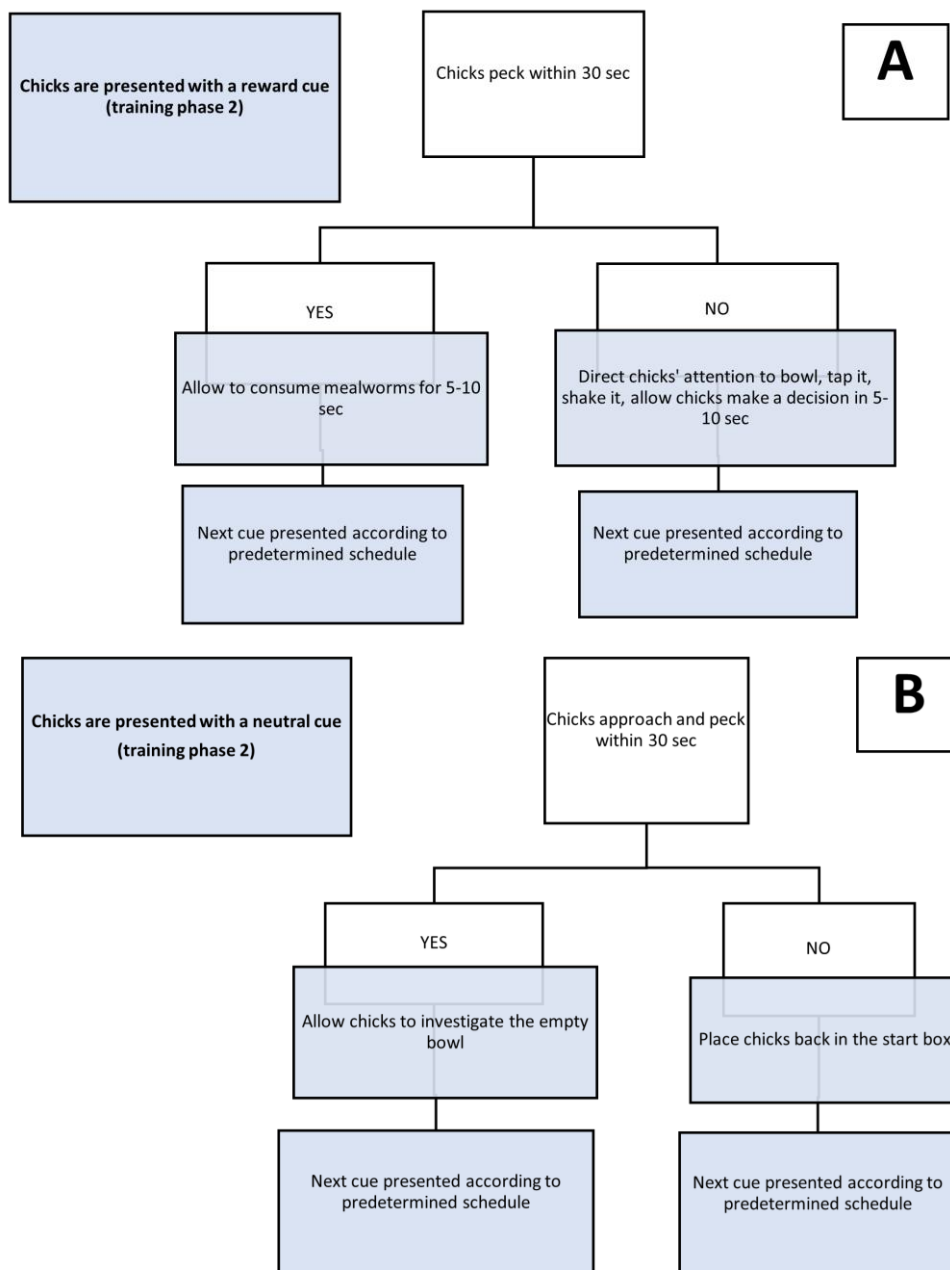 Chicks are presented with a reward cue
(training phase 2)
Chicks peck within 30 sec
A
YES
NO
Allow to consume mealworms for 5-10
sec
Direct chicks' attention to bowl, tap it,
shake it, allow chicks make a decision in 5-
10 sec
Next cue presented according to
predetermined schedule
Next cue presented according to
predetermined schedule
Chicks are presented with a neutral cue
(training phase 2)
Chicks approach and peck
within 30 sec
B
YES
NO
Allow chicks to investigate the empty
bowl
Place chicks back in the start box
Next cue presented according to
predetermined schedule
Next cue presented according to
predetermined schedule